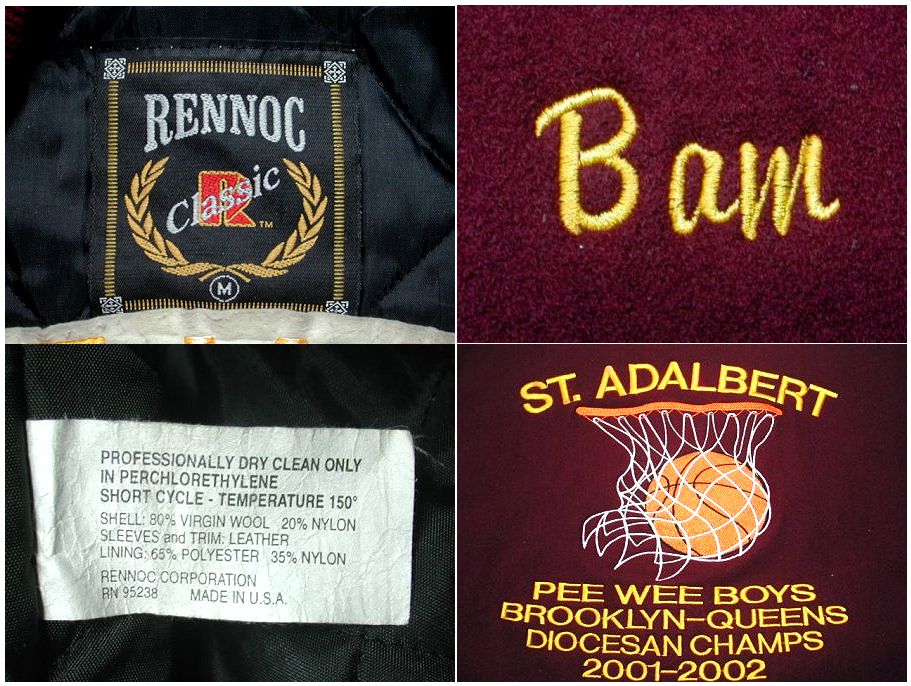 RENNOC
Classic
R™
M
Bam
PROFESSIONALLY DRY CLEAN ONLY
IN PERCHLORETHYLENE
SHORT CYCLE - TEMPERATURE 150°
SHELL: 80% VIRGIN WOOL 20% NYLON
SLEEVES and TRIM: LEATHER
LINING: 65% POLYESTER 35% NYLON
RENNOC CORPORATION
RN 95238 MADE IN U.S.A.
ST. ADALBERT
PEE WEE BOYS
BROOKLYN-QUEENS
DIOCESAN CHAMPS
2001-2002